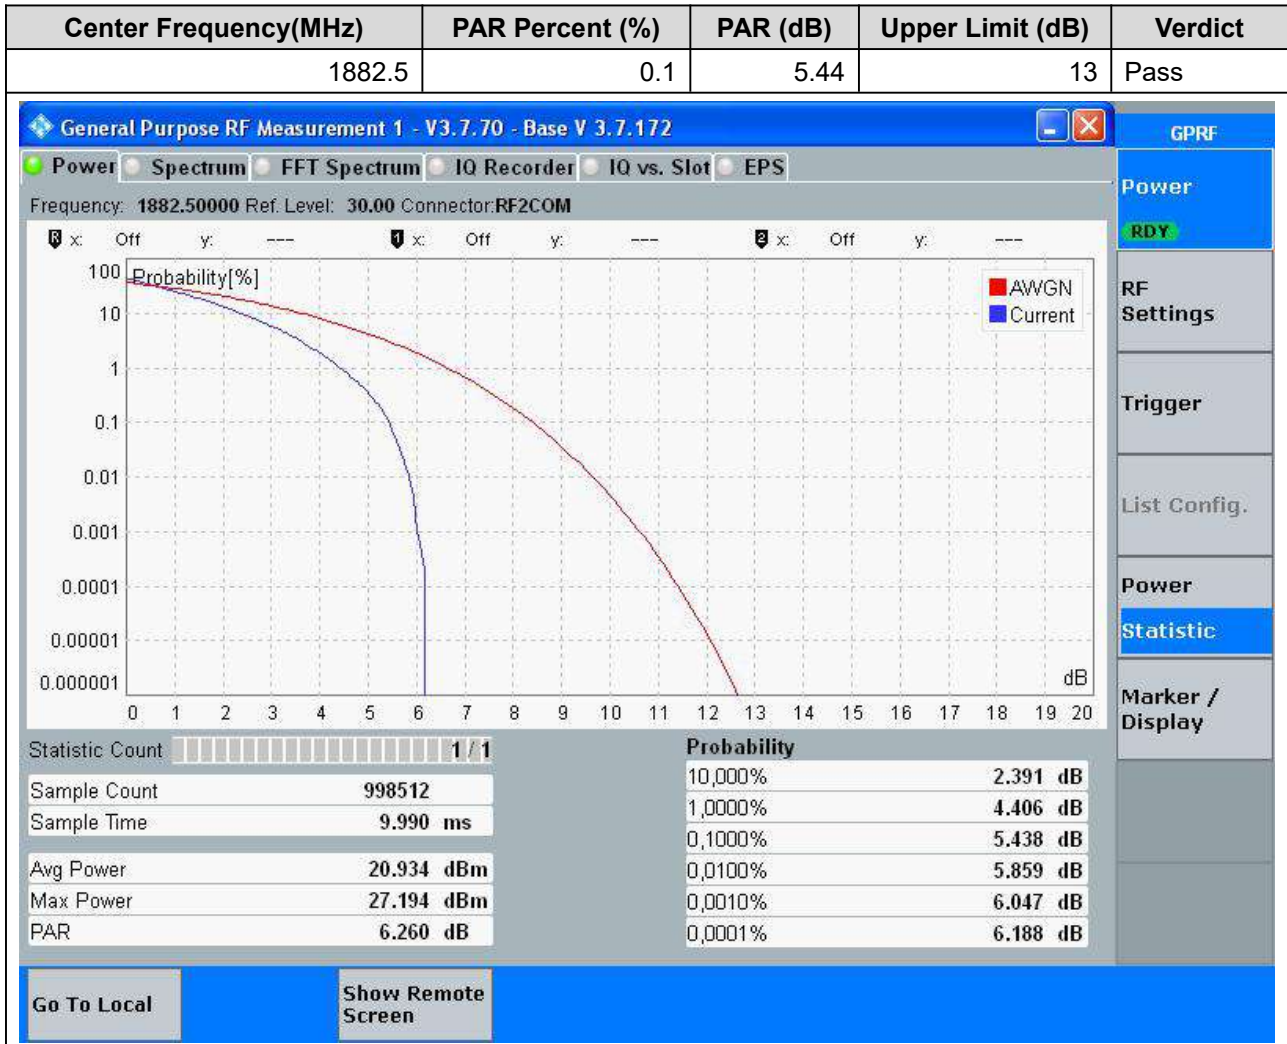 Center Frequency(MHz) PAR Percent (%) PAR (dB) Upper Limit (dB) Verdict
1882.5 0.1 5.44 13 Pass
General Purpose RF Measurement 1 - V3.7.70 - Base V 3.7.172
GPRF
Power Spectrum FFT Spectrum IQ Recorder IQ vs. Slot EPS
Power
RDY
Frequency: 1882.50000 Ref. Level: 30.00 Connector:RF2COM
R x: Off y: --- 1 x: Off y: --- 2 x: Off y: ---
Probability[%]
AWGN
Current
100
10
1
0.1
0.01
0.001
0.0001
0.00001
0.000001
dB
0 1 2 3 4 5 6 7 8 9 10 11 12 13 14 15 16 17 18 19 20
RF
Settings
Trigger
List Config.
Power
Statistic
Marker /
Display
Statistic Count 1 / 1
Sample Count 998512
Sample Time 9.990 ms
Avg Power 20.934 dBm
Max Power 27.194 dBm
PAR 6.260 dB
Probability
10,000% 2.391 dB
1,0000% 4.406 dB
0,1000% 5.438 dB
0,0100% 5.859 dB
0,0010% 6.047 dB
0,0001% 6.188 dB
Go To Local
Show Remote
Screen